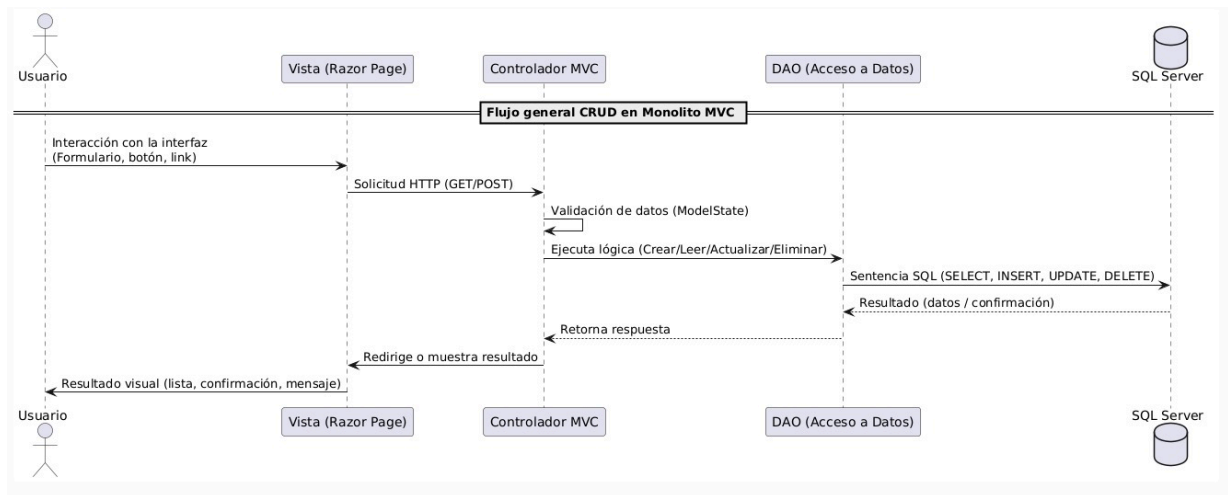 Usuario
Vista (Razor Page)
Controlador MVC
DAO (Acceso a Datos)
SQL Server
Flujo general CRUD en Monolito MVC
Interacción con la interfaz
(Formulario, botón, link)
Solicitud HTTP (GET/POST)
Validación de datos (ModelState)
Ejecuta lógica (Crear/Leer/Actualizar/Eliminar)
Sentencia SQL (SELECT, INSERT, UPDATE, DELETE)
Resultado (datos / confirmación)
Retorna respuesta
Redirige o muestra resultado
Resultado visual (lista, confirmación, mensaje)
Usuario
Vista (Razor Page)
Controlador MVC
DAO (Acceso a Datos)
SQL Server